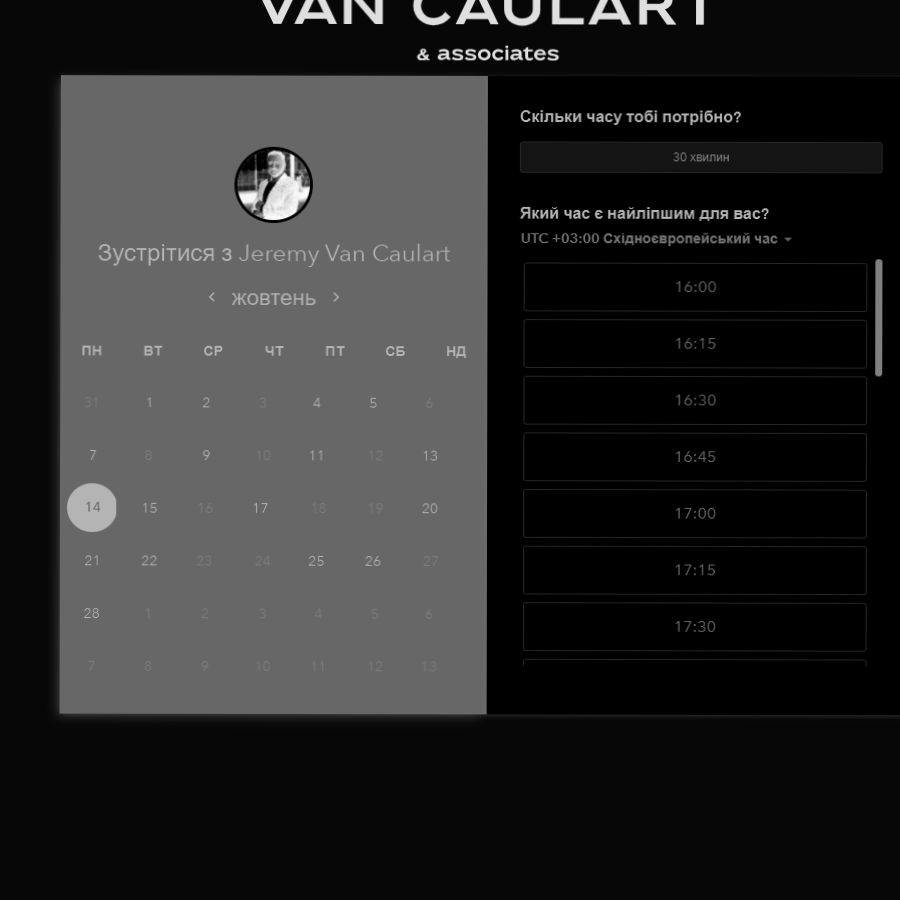 VAN CAULART
& associates
Зустрітися з Jeremy Van Caulart
жовтень
ПН ВТ СР ЧТ ПТ СБ НД
31 1 2 3 4 5 6
7 8 9 10 11 12 13
14 15 16 17 18 19 20
21 22 23 24 25 26 27
28 1 2 3 4 5 6
7 8 9 10 11 12 13
Скільки часу тобі потрібно?
30 хвилин
Який час є найліпшим для вас?
UTC +03:00 Східноєвропейський час
16:00
16:15
16:30
16:45
17:00
17:15
17:30